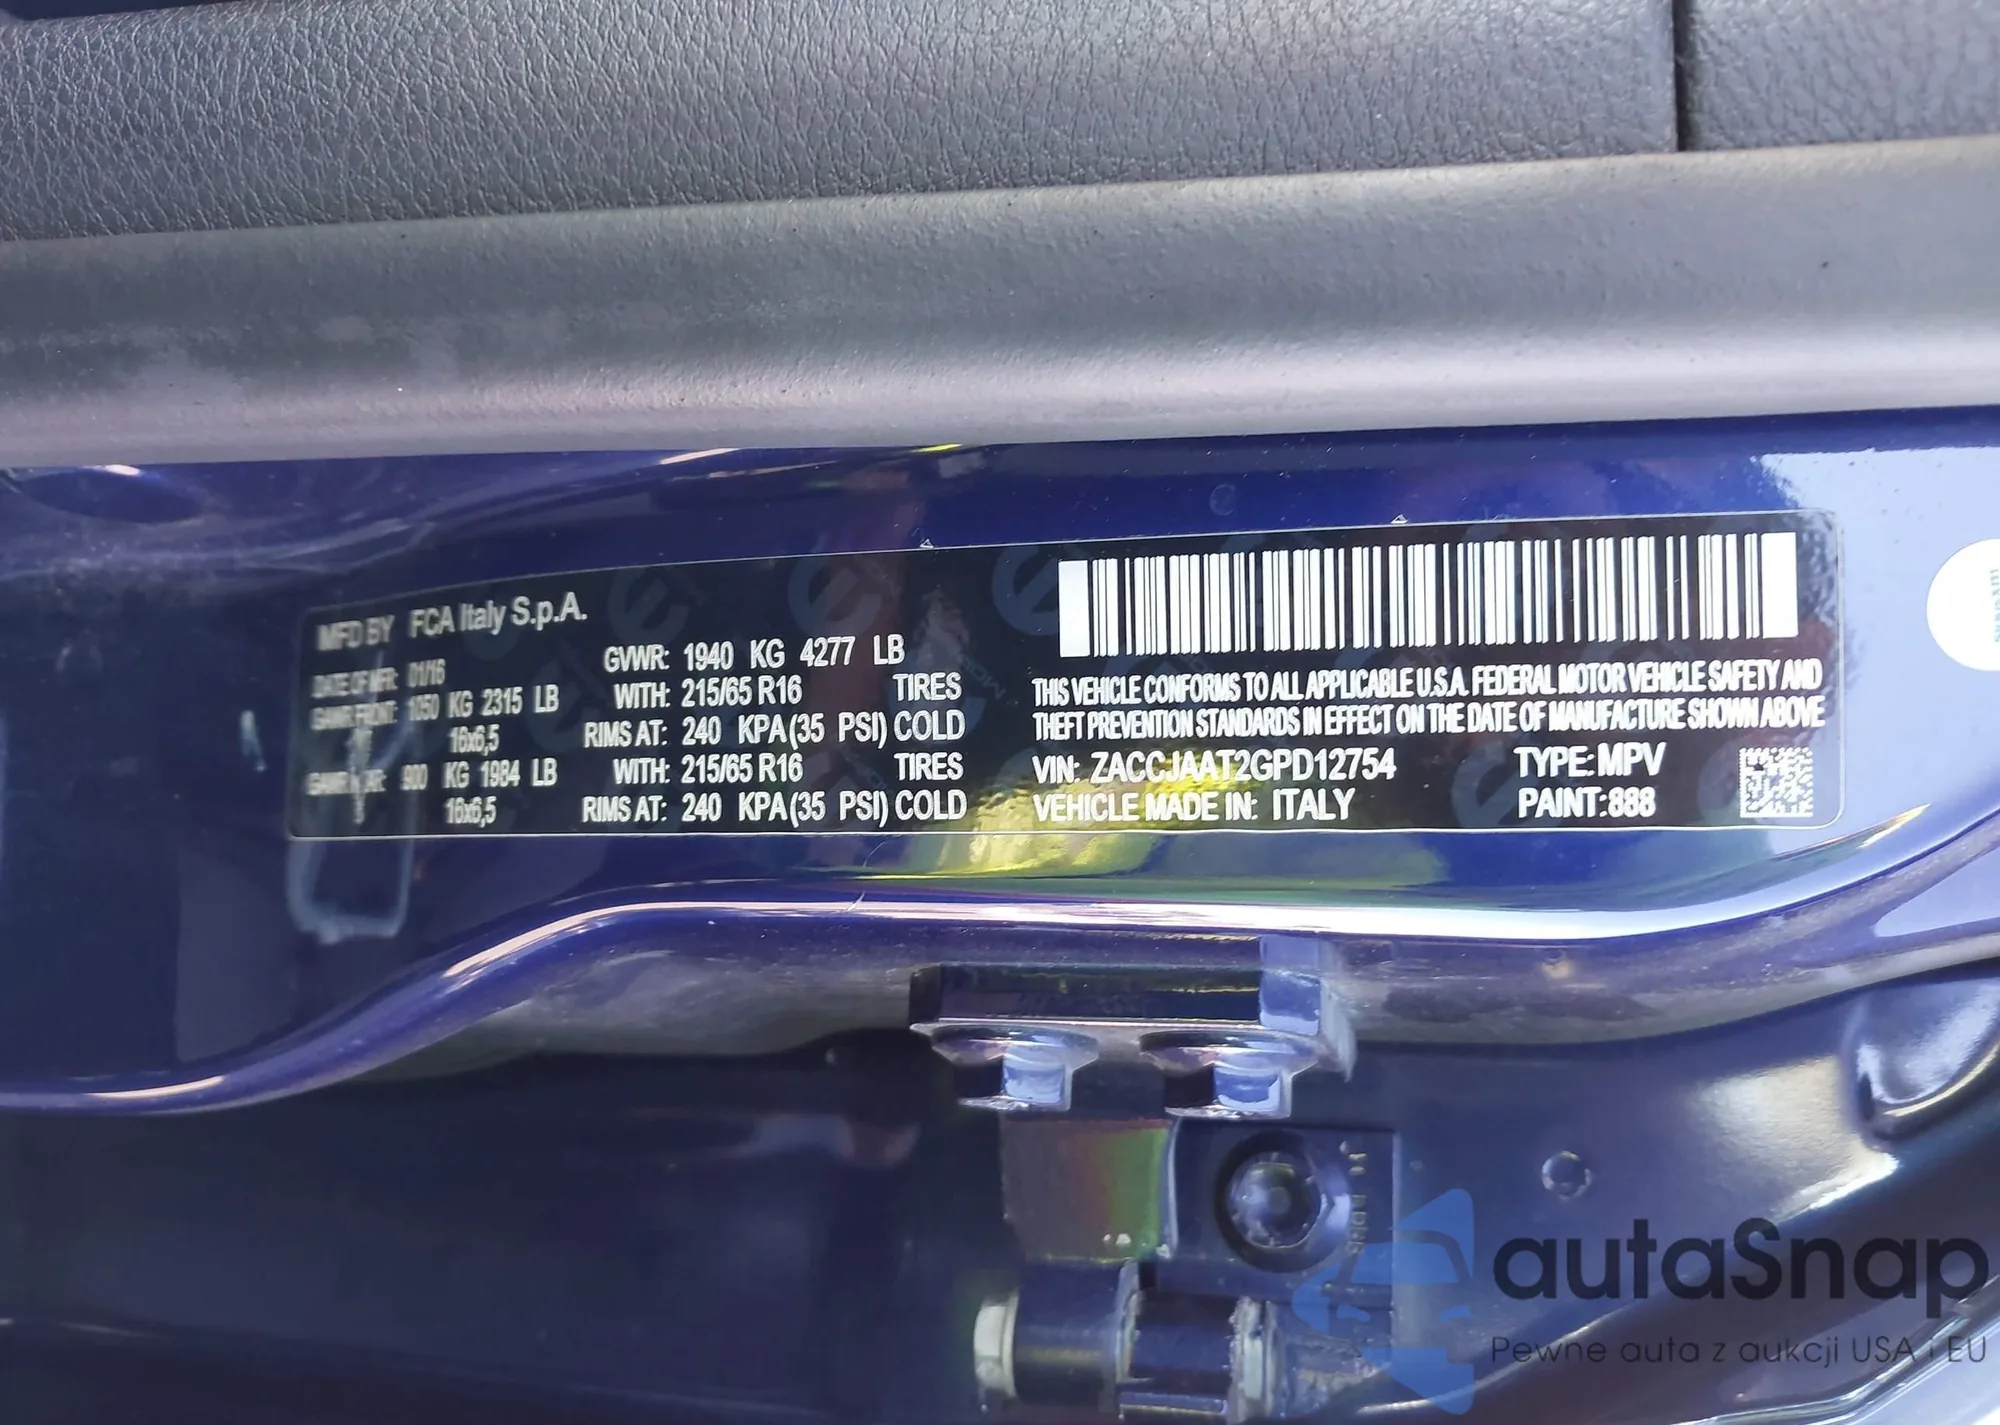 MFD BY FCA Italy S.p.A.
DATE OF MFR: 01/16 GVWR: 1940 KG 4277 LB
GAWR FRONT: 1050 KG 2315 LB WITH: 215/65 R16 TIRES
16x6,5 RIMS AT: 240 KPA(35 PSI) COLD
GAWR REAR: 900 KG 1984 LB WITH: 215/65 R16 TIRES
16x6,5 RIMS AT: 240 KPA(35 PSI) COLD
THIS VEHICLE CONFORMS TO ALL APPLICABLE U.S.A. FEDERAL MOTOR VEHICLE SAFETY AND
THEFT PREVENTION STANDARDS IN EFFECT ON THE DATE OF MANUFACTURE SHOWN ABOVE
VIN: ZACCJAAT2GPD12754 TYPE:MPV
VEHICLE MADE IN: ITALY PAINT:888
autaSnap
Pewne auta z aukcji USA i EU